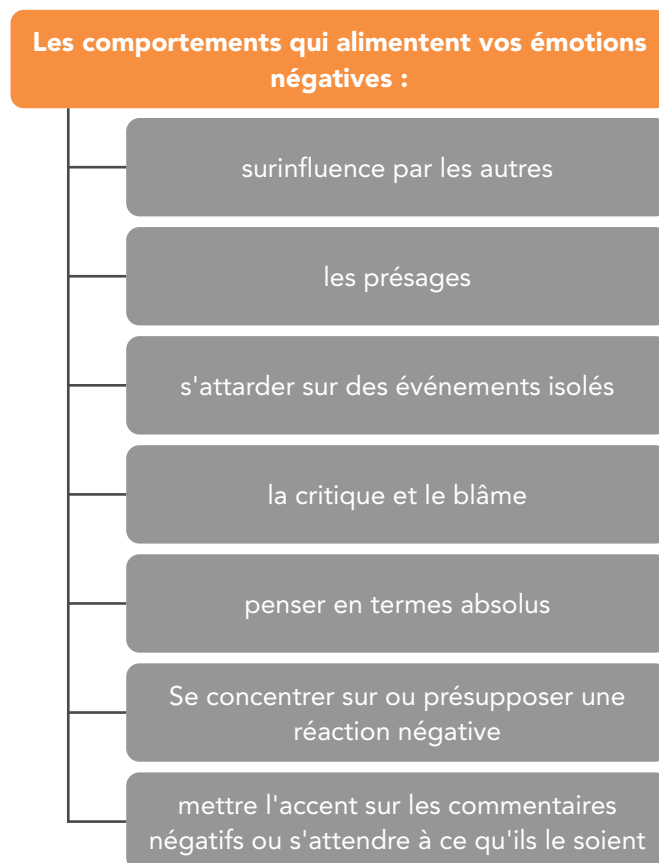 Les comportements qui alimentent vos émotions
négatives :
surinfluence par les autres
les présages
s'attarder sur des événements isolés
la critique et le blâme
penser en termes absolus
Se concentrer sur ou présupposer une
réaction négative
mettre l'accent sur les commentaires
négatifs ou s'attendre à ce qu'ils le soient